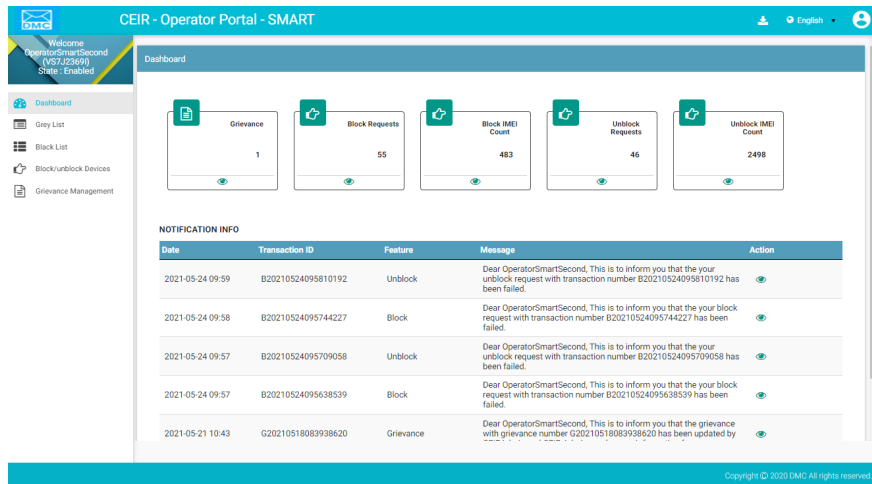 DMC
CEIR - Operator Portal - SMART
English
Welcome
OperatorSmartSecond
(VS7J2369I)
State : Enabled
Dashboard
Grey List
Black List
Block/unblock Devices
Grievance Management
Dashboard
Grievance
1
Block Requests
55
Block IMEI
Count
483
Unblock
Requests
46
Unblock IMEI
Count
2498
NOTIFICATION INFO
Date Transaction ID Feature Message Action
2021-05-24 09:59 B20210524095810192 Unblock
Dear OperatorSmartSecond, This is to inform you that the your
unblock request with transaction number B20210524095810192 has
been failed.
2021-05-24 09:58 B20210524095744227 Block
Dear OperatorSmartSecond, This is to inform you that the your block
request with transaction number B20210524095744227 has been
failed.
2021-05-24 09:57 B20210524095709058 Unblock
Dear OperatorSmartSecond, This is to inform you that the your
unblock request with transaction number B20210524095709058 has
been failed.
2021-05-24 09:57 B20210524095638539 Block
Dear OperatorSmartSecond, This is to inform you that the your block
request with transaction number B20210524095638539 has been
failed.
2021-05-21 10:43 G20210518083938620 Grievance
Dear OperatorSmartSecond, This is to inform you that the grievance
with grievance number G20210518083938620 has been updated by
Copyright © 2020 DMC All rights reserved.